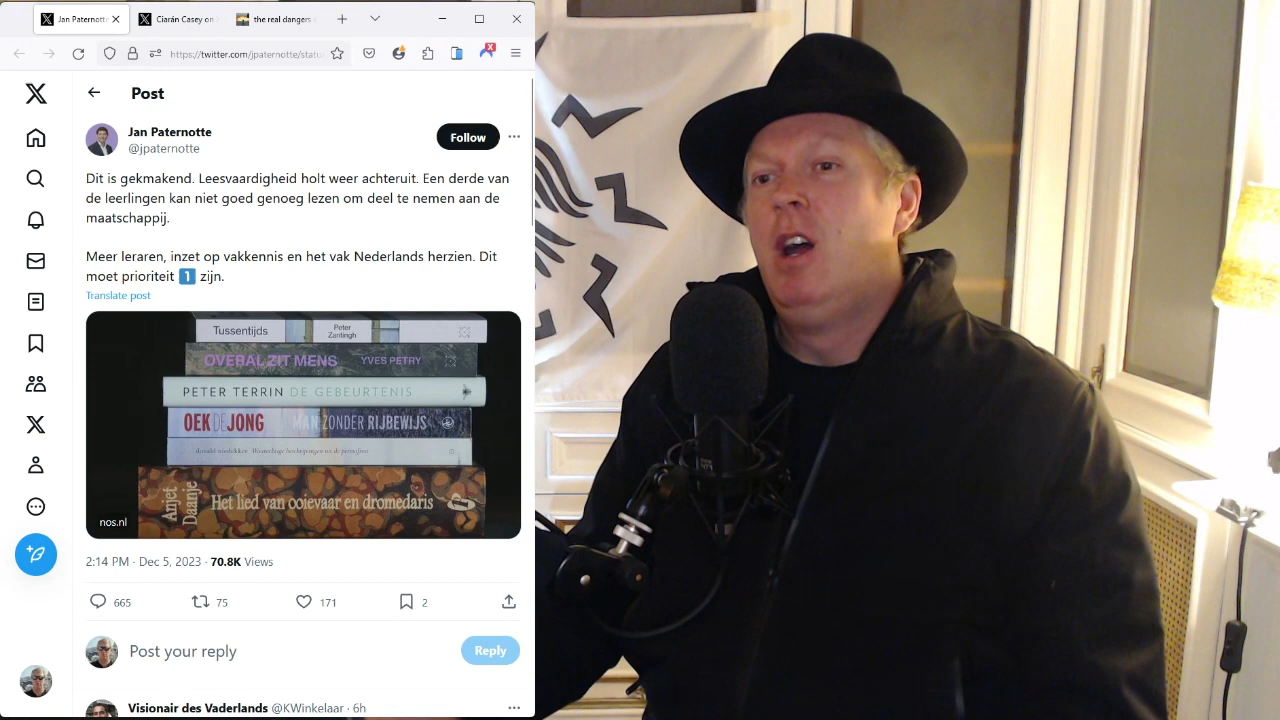 Jan Paternotte
Ciarán Casey on
the real dangers
https://twitter.com/jpaternotte/statu
X
Post
Jan Paternotte
@jpaternotte
Follow
Dit is gekmakend. Leesvaardigheid holt weer achteruit. Een derde van
de leerlingen kan niet goed genoeg lezen om deel te nemen aan de
maatschappij.
Meer leraren, inzet op vakkennis en het vak Nederlands herzien. Dit
moet prioriteit 1️⃣ zijn.
Translate post
Tussentijds
Peter
Zantingh
OVERAL ZIT MENS YVES PETRY
PETER TERRIN DE GEBEURTENIS
OEK DE JONG MAN ZONDER RIJBEWIJS
Anjet
Daanje
Het lied van ooievaar en dromedaris
nos.nl
2:14 PM · Dec 5, 2023 · 70.8K Views
665 75 171 2
Post your reply
Reply
Visionair des Vaderlands @KWinkelaar · 6h